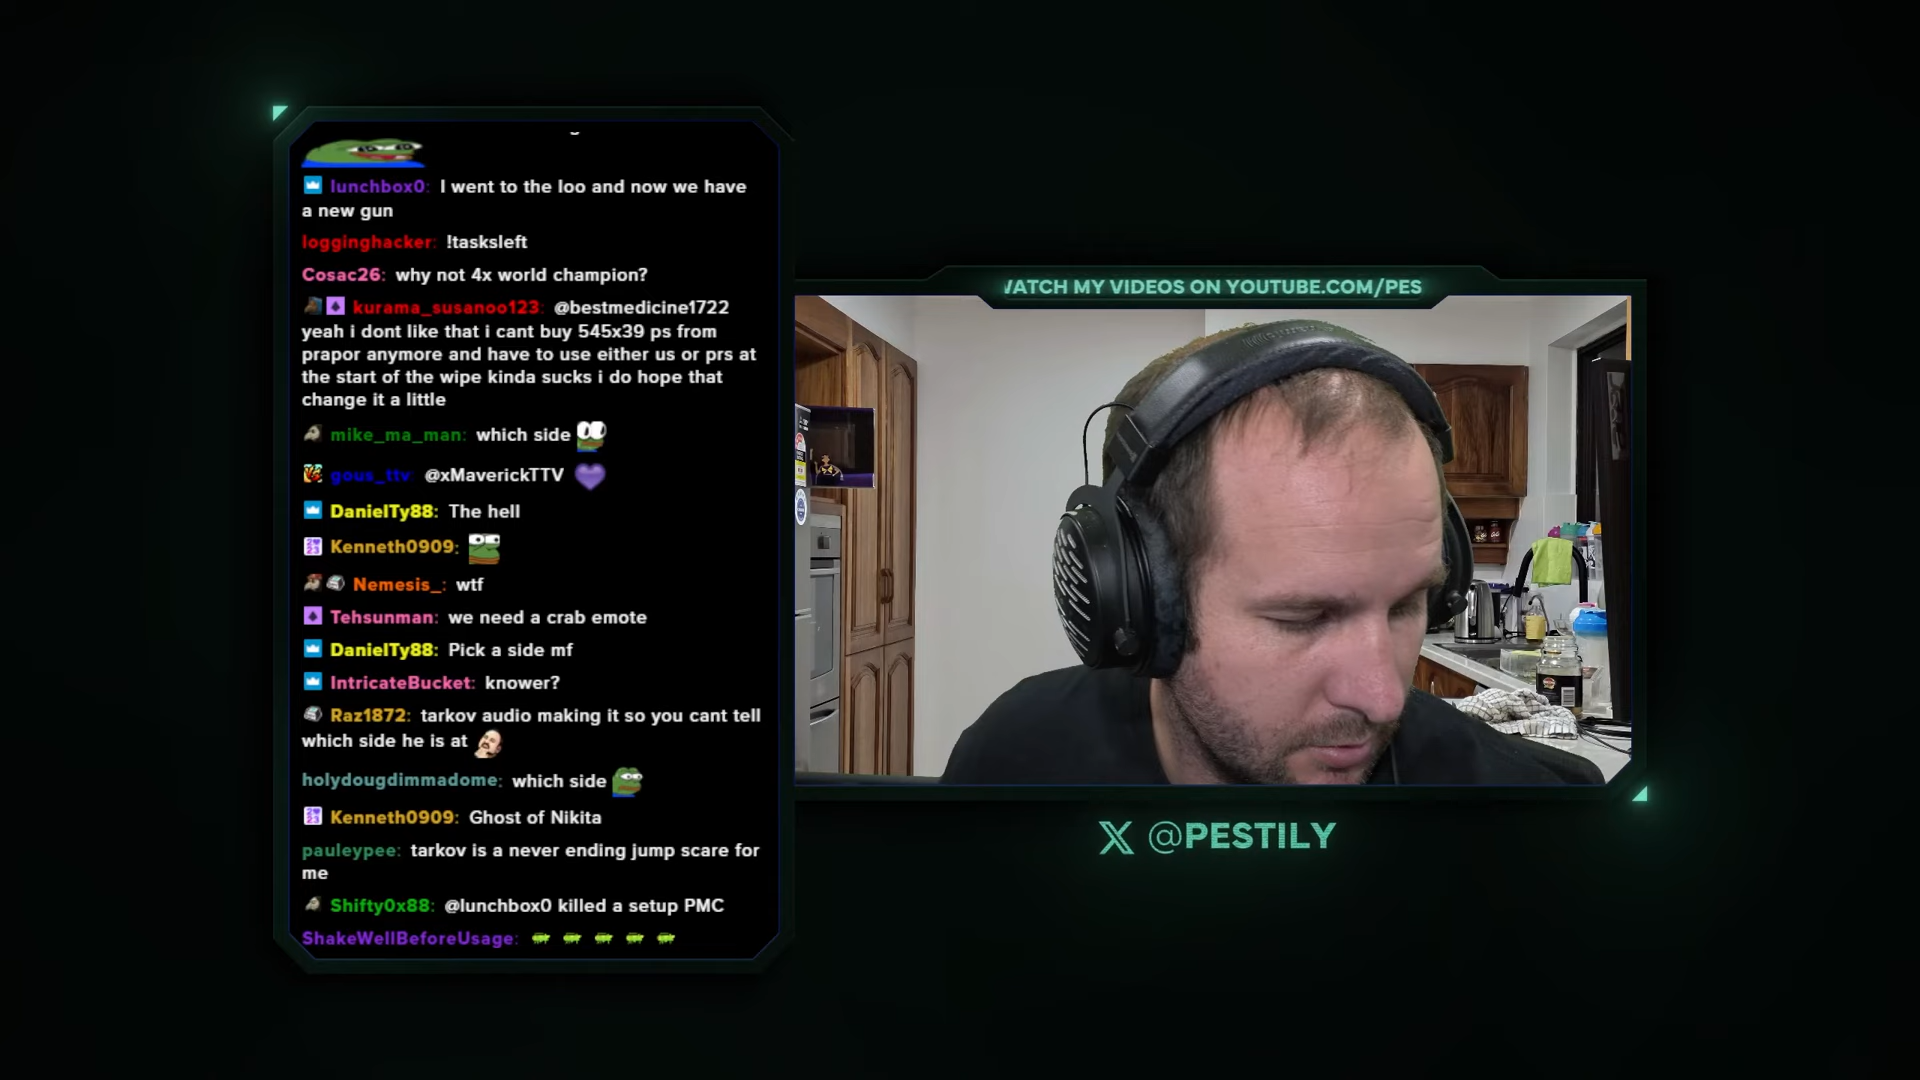 lunchbox0: I went to the loo and now we have
a new gun
logginghacker: !tasksleft
Cosac26: why not 4x world champion?
kurama_susanoo123: @bestmedicine1722
yeah i dont like that i cant buy 545x39 ps from
prapor anymore and have to use either us or prs at
the start of the wipe kinda sucks i do hope that
change it a little
mike_ma_man: which side
gous_ttv: @xMaverickTTV
DanielTy88: The hell
Kenneth0909:
Nemesis_: wtf
Tehsunman: we need a crab emote
DanielTy88: Pick a side mf
IntricateBucket: knower?
Raz1872: tarkov audio making it so you cant tell
which side he is at
holydougdimmadome: which side
Kenneth0909: Ghost of Nikita
pauleypee: tarkov is a never ending jump scare for
me
Shifty0x88: @lunchbox0 killed a setup PMC
ShakeWellBeforeUsage:
WATCH MY VIDEOS ON YOUTUBE.COM/PES
X @PESTILY